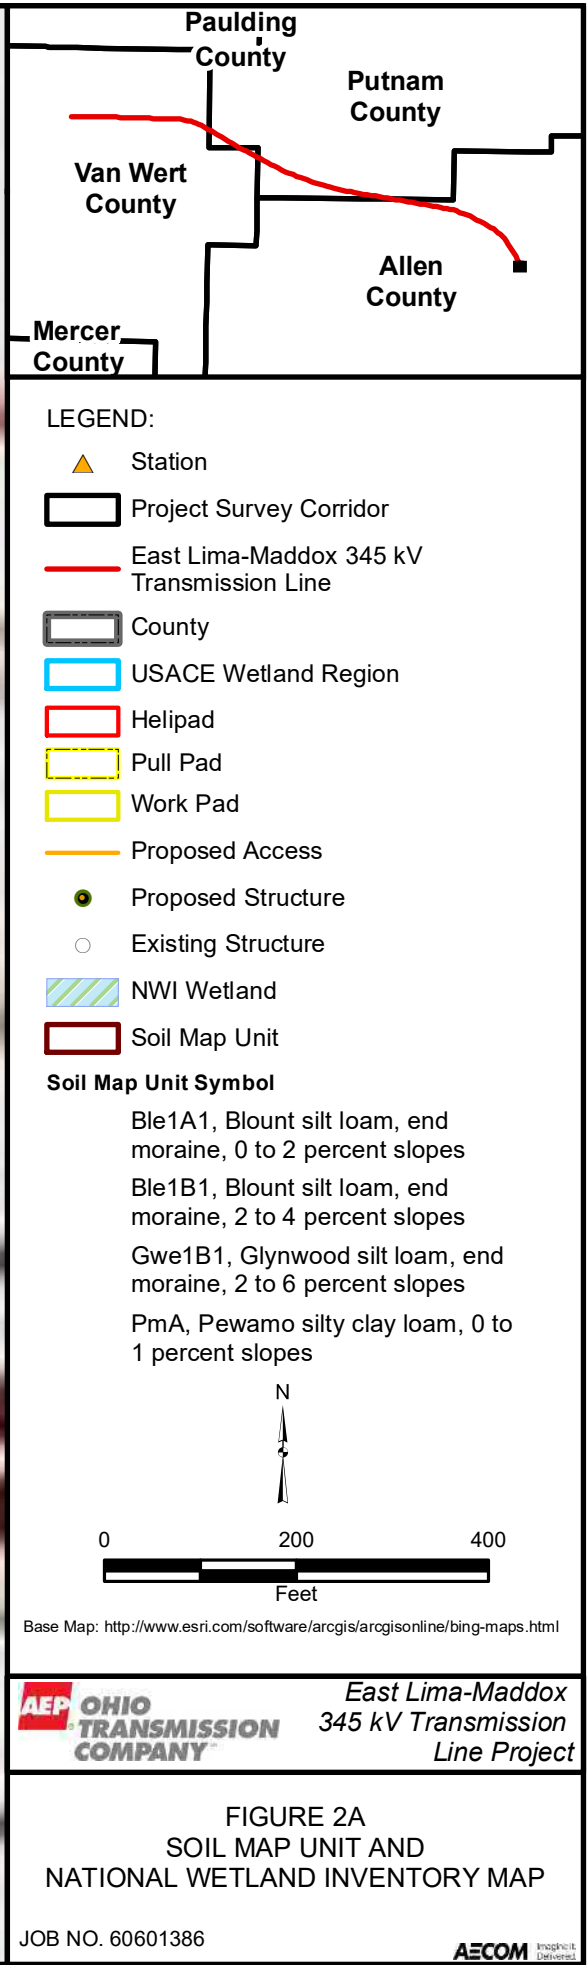 Paulding
County
Putnam
County
Van Wert
County
Allen
County
Mercer
County
LEGEND:
Station
Project Survey Corridor
East Lima-Maddox 345 kV
Transmission Line
County
USACE Wetland Region
Helipad
Pull Pad
Work Pad
Proposed Access
Proposed Structure
Existing Structure
NWI Wetland
Soil Map Unit
Soil Map Unit Symbol
Ble1A1, Blount silt loam, end
moraine, 0 to 2 percent slopes
Ble1B1, Blount silt loam, end
moraine, 2 to 4 percent slopes
Gwe1B1, Glynwood silt loam, end
moraine, 2 to 6 percent slopes
PmA, Pewamo silty clay loam, 0 to
1 percent slopes
N
0 200 400
Feet
Base Map: http://www.esri.com/software/arcgis/arcgisonline/bing-maps.html
AEP OHIO
TRANSMISSION
COMPANY
East Lima-Maddox
345 kV Transmission
Line Project
FIGURE 2A
SOIL MAP UNIT AND
NATIONAL WETLAND INVENTORY MAP
JOB NO. 60601386
AECOM Imagine it.
Delivered.